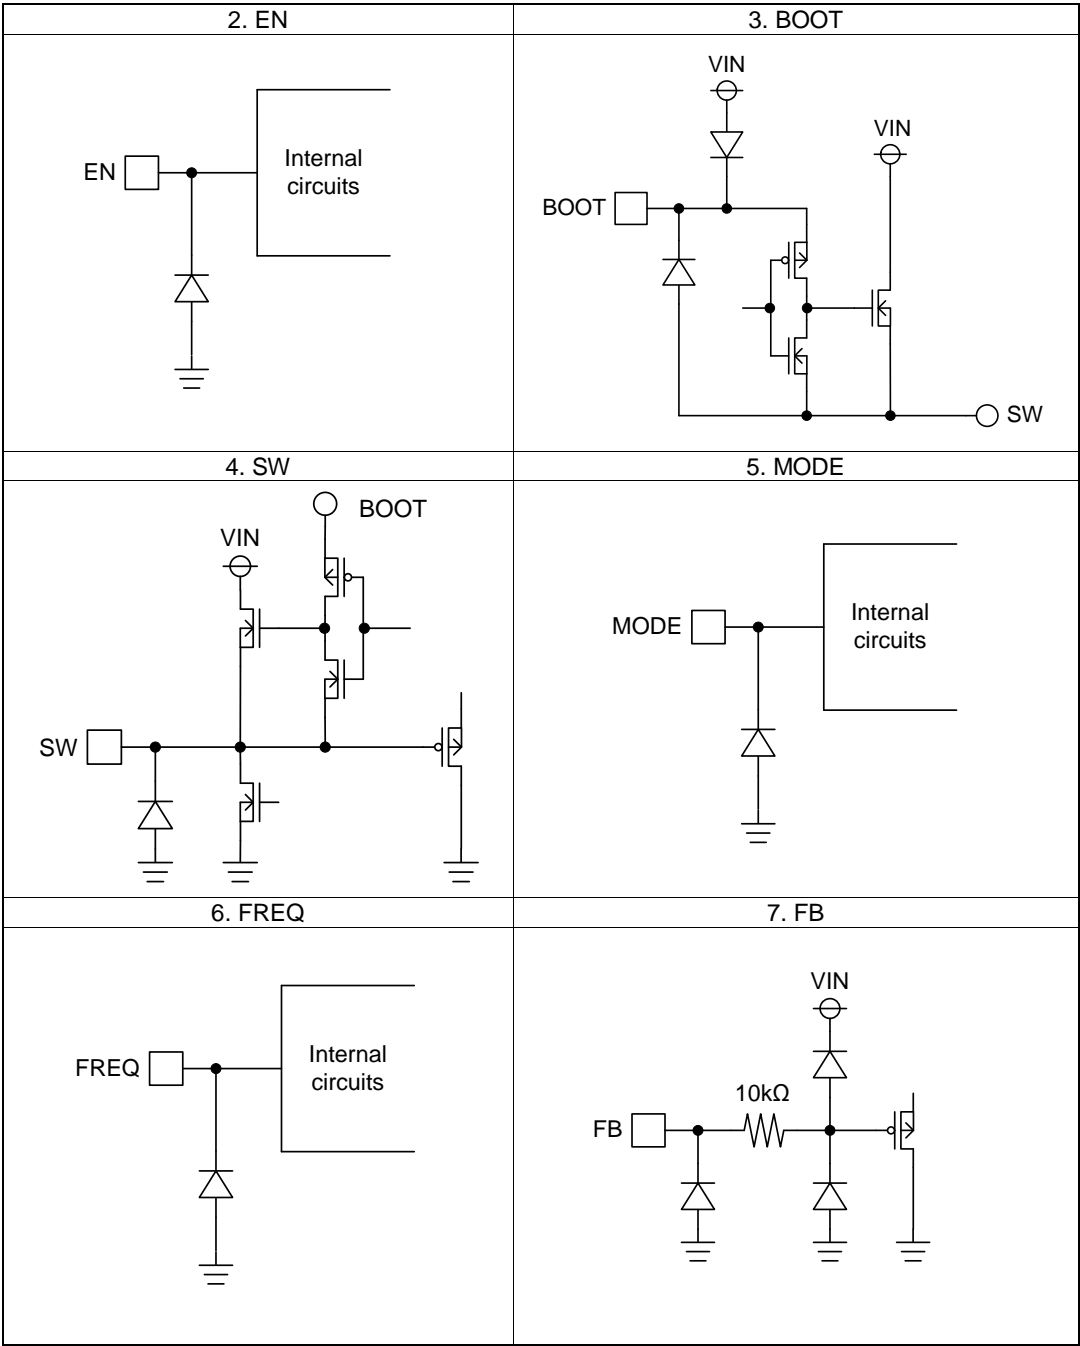 2. EN
3. BOOT
EN
Internal
circuits
VIN
VIN
BOOT
SW
4. SW
5. MODE
BOOT
VIN
SW
MODE
Internal
circuits
6. FREQ
7. FB
FREQ
Internal
circuits
VIN
10kΩ
FB